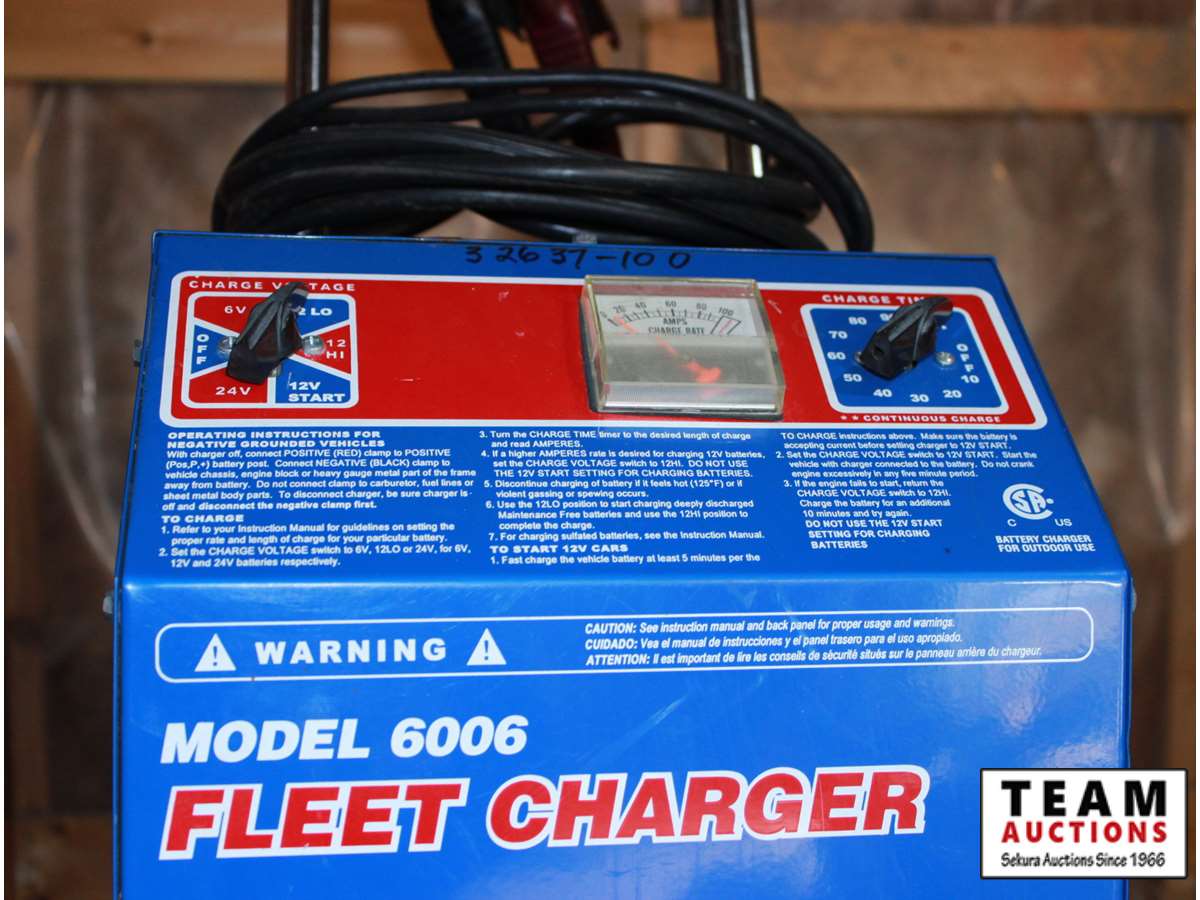 32637-100
CHARGE VOLTAGE
6V
2 LO
OFF
12 HI
24V
12V START
0 20 40 60 80 100
AMPS
CHARGE RATE
CHARGE TIM
80
70
60
50
40
30
20
10
OFF
** CONTINUOUS CHARGE
OPERATING INSTRUCTIONS FOR
NEGATIVE GROUNDED VEHICLES
With charger off, connect POSITIVE (RED) clamp to POSITIVE
(Pos,P,+) battery post. Connect NEGATIVE (BLACK) clamp to
vehicle chassis, engine block or heavy gauge metal part of the frame
away from battery. Do not connect clamp to carburetor, fuel lines or
sheet metal body parts. To disconnect charger, be sure charger is
off and disconnect the negative clamp first.
TO CHARGE
1. Refer to your Instruction Manual for guidelines on setting the
proper rate and length of charge for your particular battery.
2. Set the CHARGE VOLTAGE switch to 6V, 12LO or 24V, for 6V,
12V and 24V batteries respectively.
3. Turn the CHARGE TIME timer to the desired length of charge
and read AMPERES.
4. If a higher AMPERES rate is desired for charging 12V batteries,
set the CHARGE VOLTAGE switch to 12HI. DO NOT USE
THE 12V START SETTING FOR CHARGING BATTERIES.
5. Discontinue charging of battery if it feels hot (125°F) or if
violent gassing or spewing occurs.
6. Use the 12LO position to start charging deeply discharged
Maintenance Free batteries and use the 12HI position to
complete the charge.
7. For charging sulfated batteries, see the Instruction Manual.
TO START 12V CARS
1. Fast charge the vehicle battery at least 5 minutes per the
TO CHARGE instructions above. Make sure the battery is
accepting current before setting charger to 12V START.
2. Set the CHARGE VOLTAGE switch to 12V START. Start the
vehicle with charger connected to the battery. Do not crank
engine excessively in any five minute period.
3. If the engine fails to start, return the
CHARGE VOLTAGE switch to 12HI.
Charge the battery for an additional
10 minutes and try again.
DO NOT USE THE 12V START
SETTING FOR CHARGING
BATTERIES
C US
BATTERY CHARGER
FOR OUTDOOR USE
WARNING
CAUTION: See instruction manual and back panel for proper usage and warnings.
CUIDADO: Vea el manual de instrucciones y el panel trasero para el uso apropiado.
ATTENTION: Il est important de lire les conseils de sécurité situés sur le panneau arrière du chargeur.
MODEL 6006
FLEET CHARGER
TEAM
AUCTIONS
Sekura Auctions Since 1966